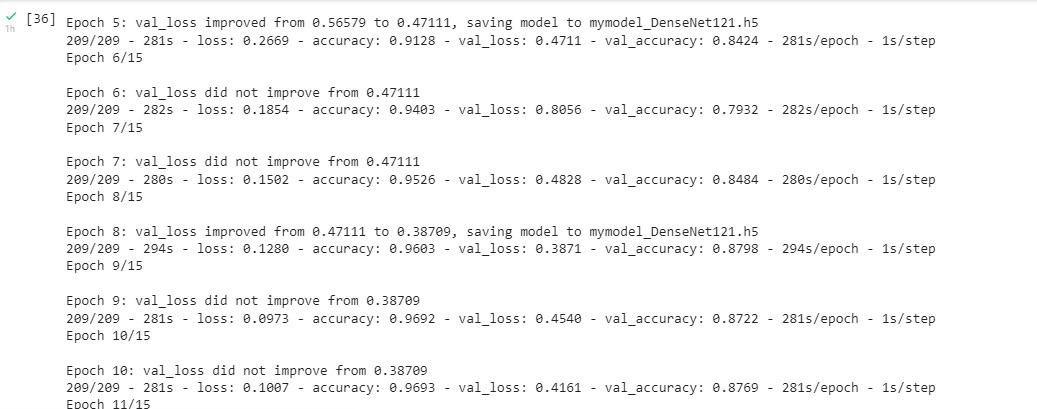 [36] Epoch 5: val_loss improved from 0.56579 to 0.47111, saving model to mymodel_DenseNet121.h5
1h 209/209 - 281s - loss: 0.2669 - accuracy: 0.9128 - val_loss: 0.4711 - val_accuracy: 0.8424 - 281s/epoch - 1s/step
Epoch 6/15
Epoch 6: val_loss did not improve from 0.47111
209/209 - 282s - loss: 0.1854 - accuracy: 0.9403 - val_loss: 0.8056 - val_accuracy: 0.7932 - 282s/epoch - 1s/step
Epoch 7/15
Epoch 7: val_loss did not improve from 0.47111
209/209 - 280s - loss: 0.1502 - accuracy: 0.9526 - val_loss: 0.4828 - val_accuracy: 0.8484 - 280s/epoch - 1s/step
Epoch 8/15
Epoch 8: val_loss improved from 0.47111 to 0.38709, saving model to mymodel_DenseNet121.h5
209/209 - 294s - loss: 0.1280 - accuracy: 0.9603 - val_loss: 0.3871 - val_accuracy: 0.8798 - 294s/epoch - 1s/step
Epoch 9/15
Epoch 9: val_loss did not improve from 0.38709
209/209 - 281s - loss: 0.0973 - accuracy: 0.9692 - val_loss: 0.4540 - val_accuracy: 0.8722 - 281s/epoch - 1s/step
Epoch 10/15
Epoch 10: val_loss did not improve from 0.38709
209/209 - 281s - loss: 0.1007 - accuracy: 0.9693 - val_loss: 0.4161 - val_accuracy: 0.8769 - 281s/epoch - 1s/step
Epoch 11/15